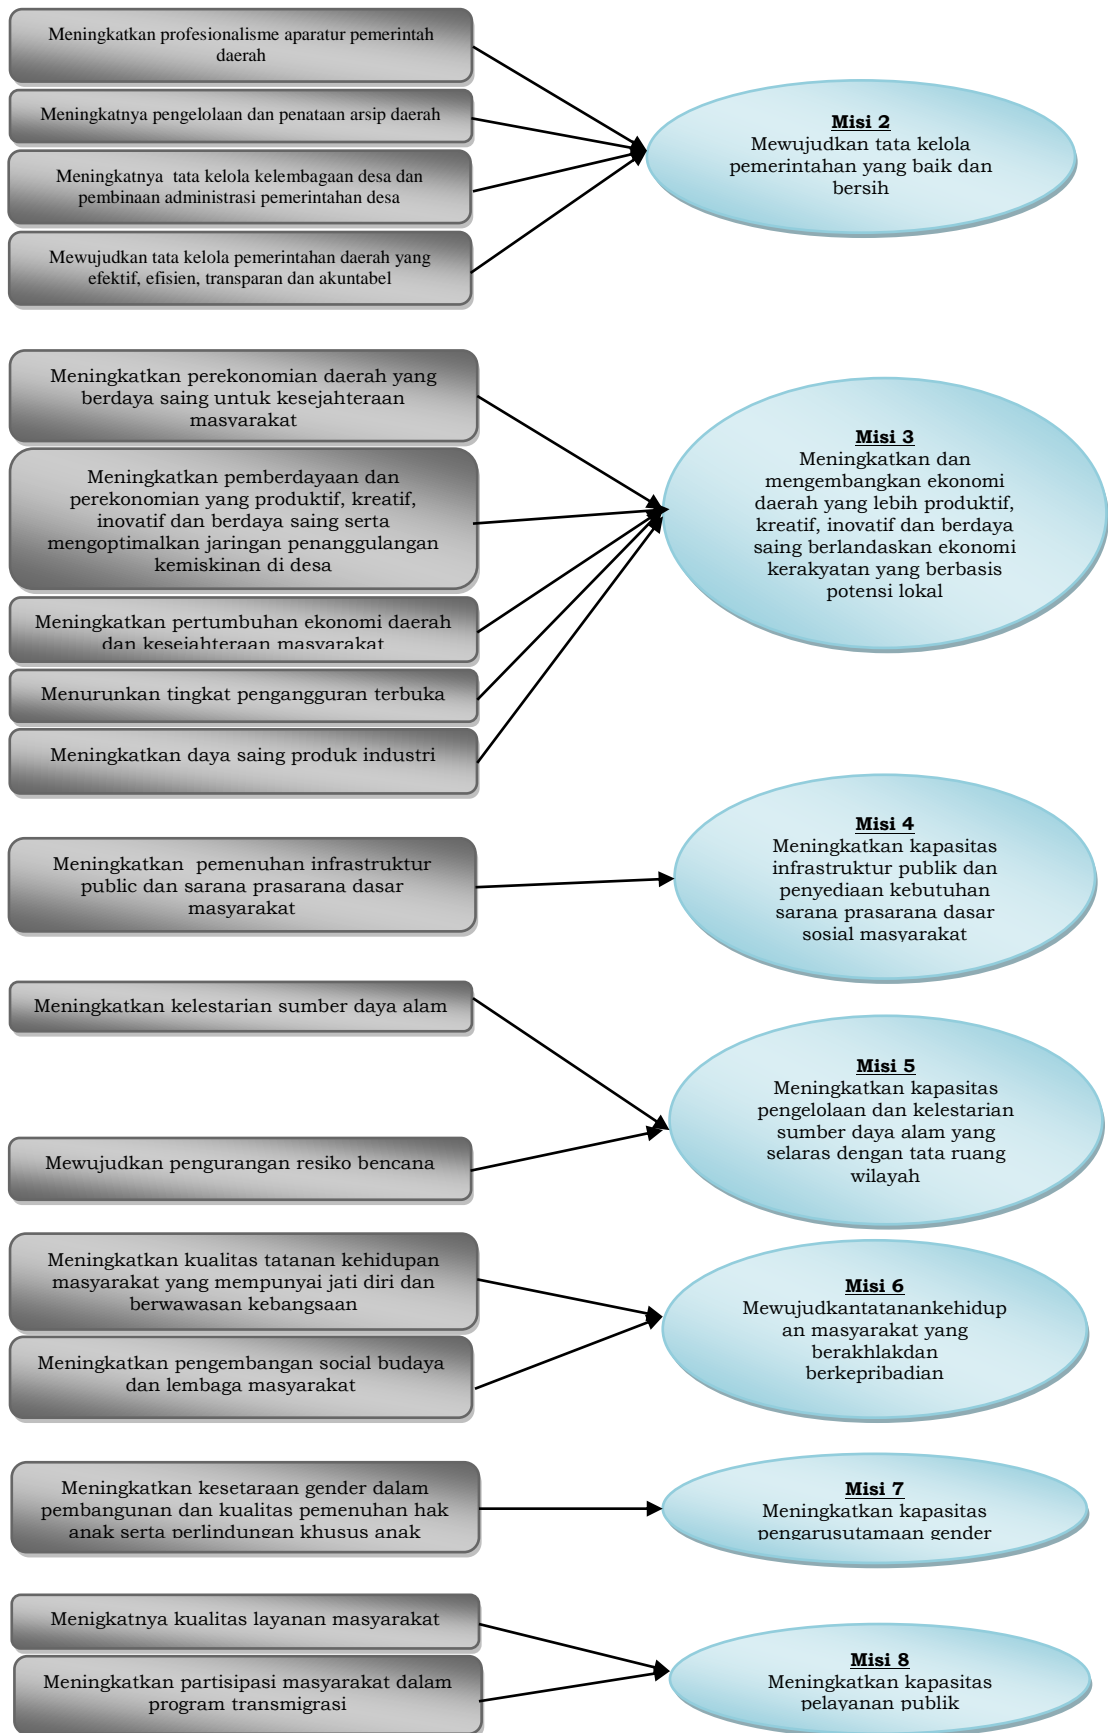 Meningkatkan profesionalisme aparatur pemerintah
daerah
Meningkatnya pengelolaan dan penataan arsip daerah
Meningkatnya tata kelola kelembagaan desa dan
pembinaan administrasi pemerintahan desa
Mewujudkan tata kelola pemerintahan daerah yang
efektif, efisien, transparan dan akuntabel
Misi 2
Mewujudkan tata kelola
pemerintahan yang baik dan
bersih
Meningkatkan perekonomian daerah yang
berdaya saing untuk kesejahteraan
masyarakat
Meningkatkan pemberdayaan dan
perekonomian yang produktif, kreatif,
inovatif dan berdaya saing serta
mengoptimalkan jaringan penanggulangan
kemiskinan di desa
Meningkatkan pertumbuhan ekonomi daerah
dan kesejahteraan masyarakat
Menurunkan tingkat pengangguran terbuka
Meningkatkan daya saing produk industri
Misi 3
Meningkatkan dan
mengembangkan ekonomi
daerah yang lebih produktif,
kreatif, inovatif dan berdaya
saing berlandaskan ekonomi
kerakyatan yang berbasis
potensi lokal
Meningkatkan pemenuhan infrastruktur
public dan sarana prasarana dasar
masyarakat
Misi 4
Meningkatkan kapasitas
infrastruktur publik dan
penyediaan kebutuhan
sarana prasarana dasar
sosial masyarakat
Meningkatkan kelestarian sumber daya alam
Mewujudkan pengurangan resiko bencana
Misi 5
Meningkatkan kapasitas
pengelolaan dan kelestarian
sumber daya alam yang
selaras dengan tata ruang
wilayah
Meningkatkan kualitas tatanan kehidupan
masyarakat yang mempunyai jati diri dan
berwawasan kebangsaan
Meningkatkan pengembangan social budaya
dan lembaga masyarakat
Misi 6
Mewujudkantatanankehidup
an masyarakat yang
berakhlakdan
berkepribadian
Meningkatkan kesetaraan gender dalam
pembangunan dan kualitas pemenuhan hak
anak serta perlindungan khusus anak
Misi 7
Meningkatkan kapasitas
pengarusutamaan gender
Menigkatnya kualitas layanan masyarakat
Meningkatkan partisipasi masyarakat dalam
program transmigrasi
Misi 8
Meningkatkan kapasitas
pelayanan publik